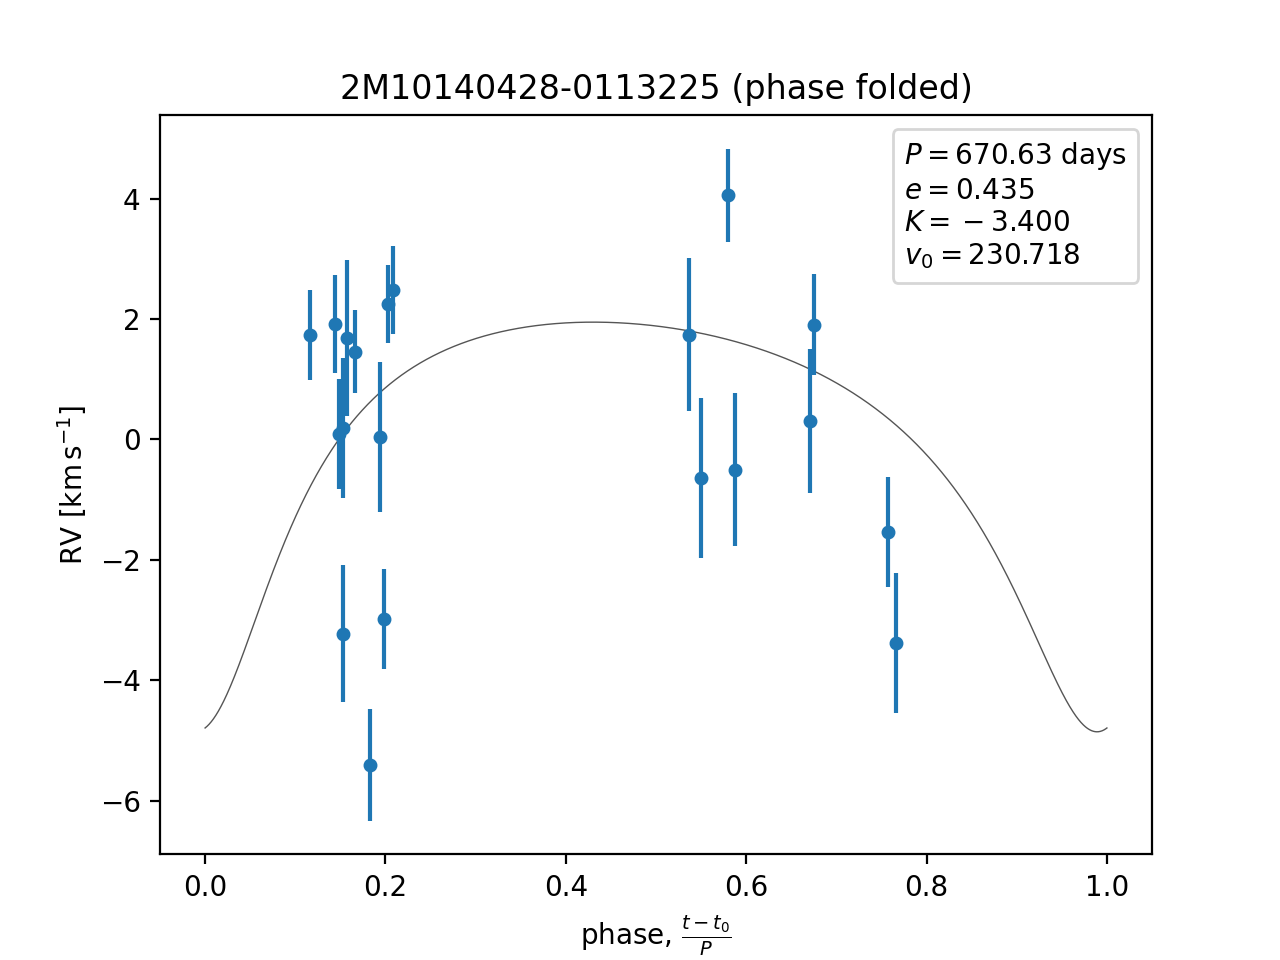 2M10140428-0113225 (phase folded)
P = 670.63 days
e = 0.435
K = −3.400
v₀ = 230.718
RV [km s⁻¹]
4
2
0
−2
−4
−6
0.0 0.2 0.4 0.6 0.8 1.0
phase, (t − t₀)/P